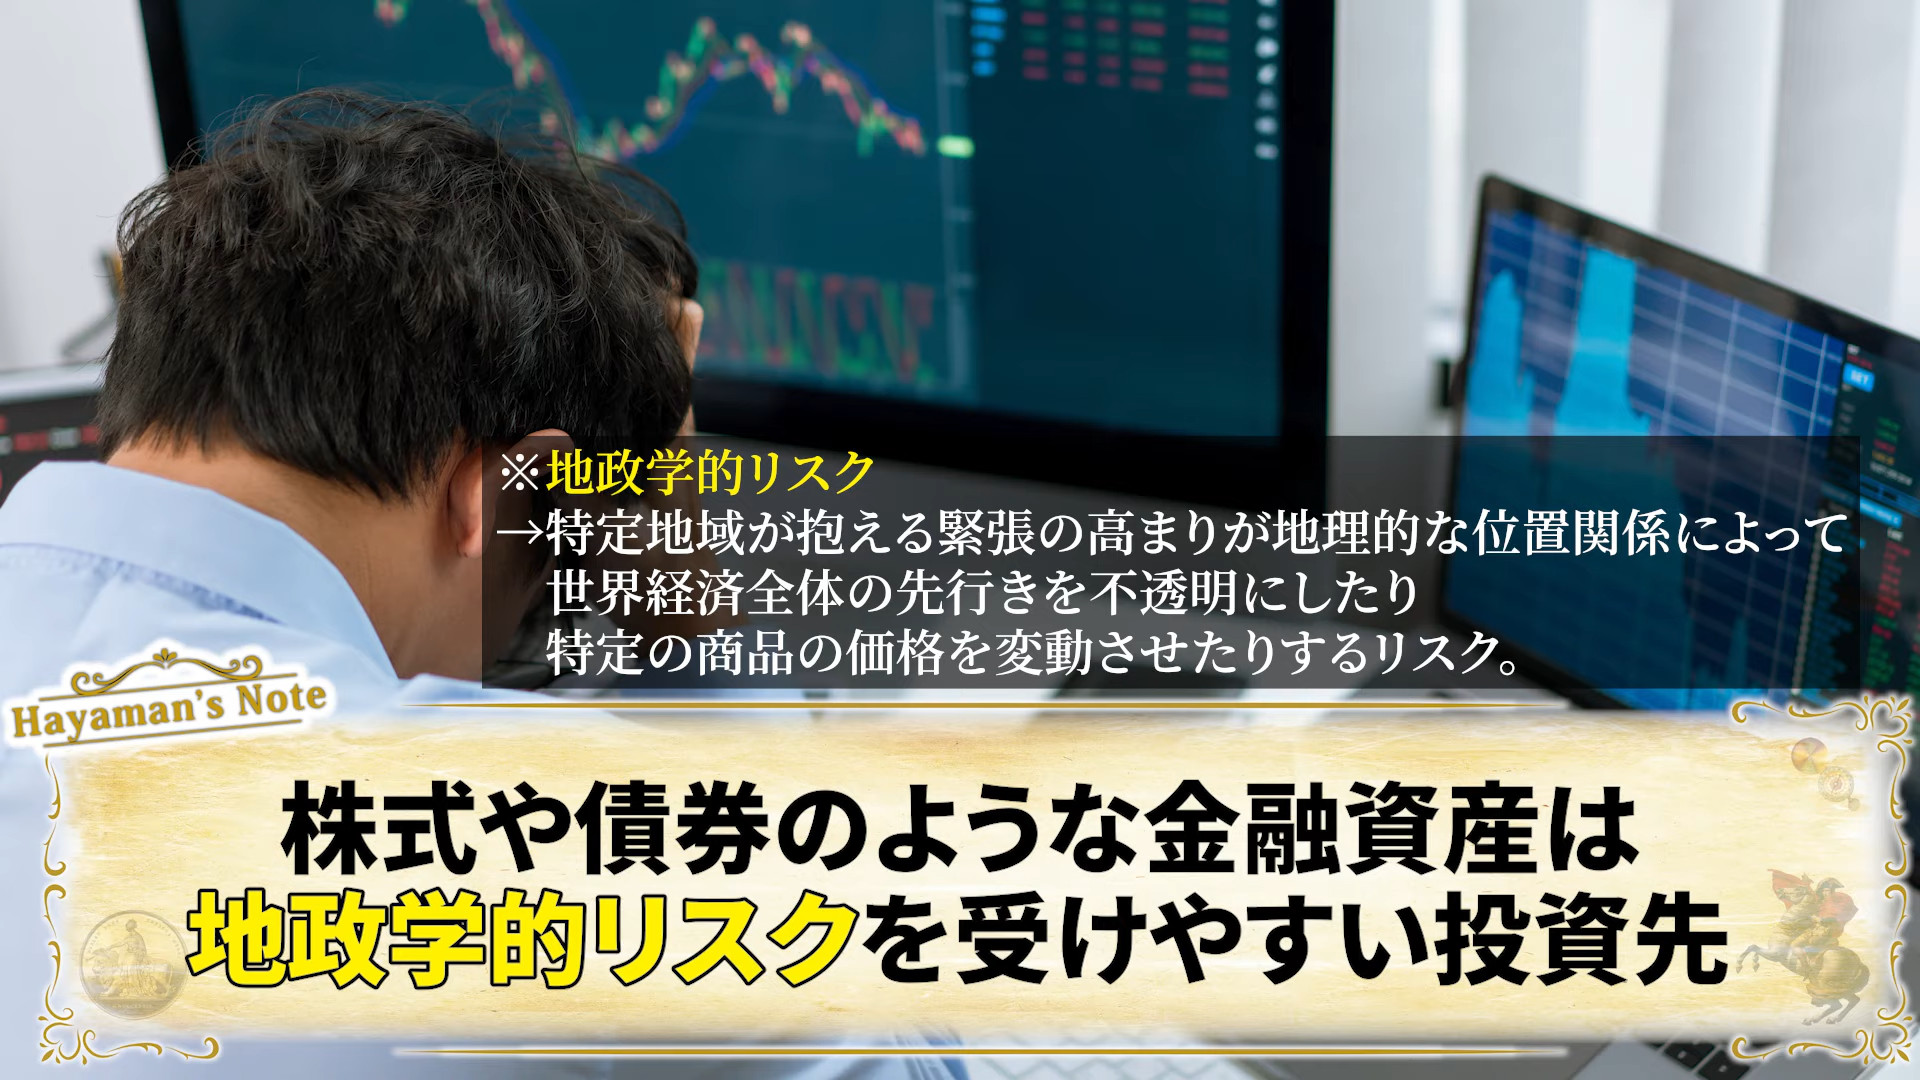 ※地政学的リスク
→特定地域が抱える緊張の高まりが地理的な位置関係によって
世界経済全体の先行きを不透明にしたり
特定の商品の価格を変動させたりするリスク。
Hayaman's Note
株式や債券のような金融資産は
地政学的リスクを受けやすい投資先